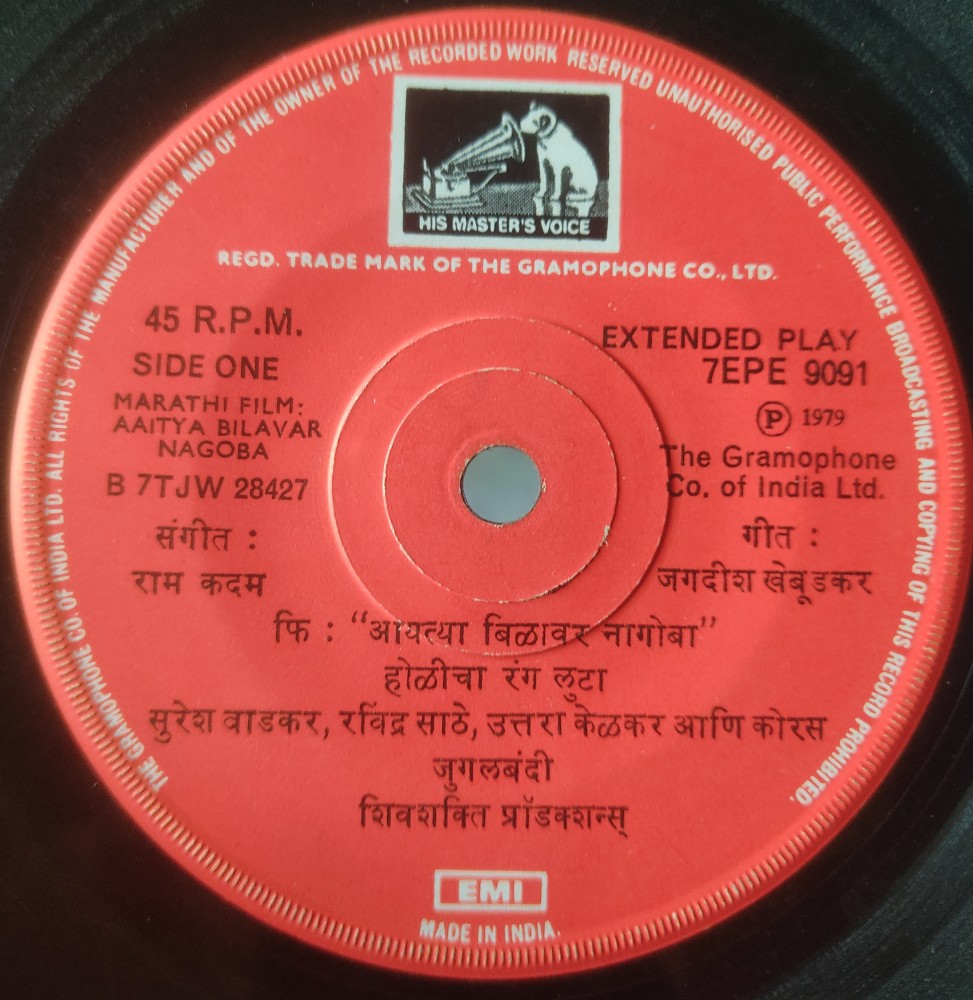 THE GRAMOPHONE CO. OF INDIA LTD. ALL RIGHTS OF THE MANUFACTURER AND OF THE OWNER OF THE RECORDED WORK RESERVED UNAUTHORISED PUBLIC PERFORMANCE BROADCASTING AND COPYING OF THIS RECORD PROHIBITED.
HIS MASTER'S VOICE
REGD. TRADE MARK OF THE GRAMOPHONE CO., LTD.
45 R.P.M.
SIDE ONE
MARATHI FILM:
AAITYA BILAVAR
NAGOBA
B 7TJW 28427
EXTENDED PLAY
7EPE 9091
Ⓟ 1979
The Gramophone
Co. of India Ltd.
संगीत :
राम कदम
गीत :
जगदीश खेबूडकर
फि : "आयत्या बिळावर नागोबा"
होळीचा रंग लुटा
सुरेश वाडकर, रविंद्र साठे, उत्तरा केळकर आणि कोरस
जुगलबंदी
शिवशक्ति प्रॉडक्शन्स्
EMI
MADE IN INDIA.